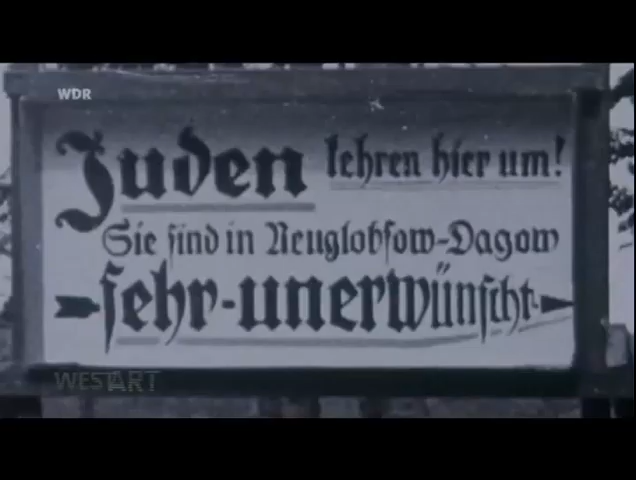 WDR
Juden kehren hier um!
Sie sind in Neuglobsow-Dagow
sehr-unerwünscht-
WESTART